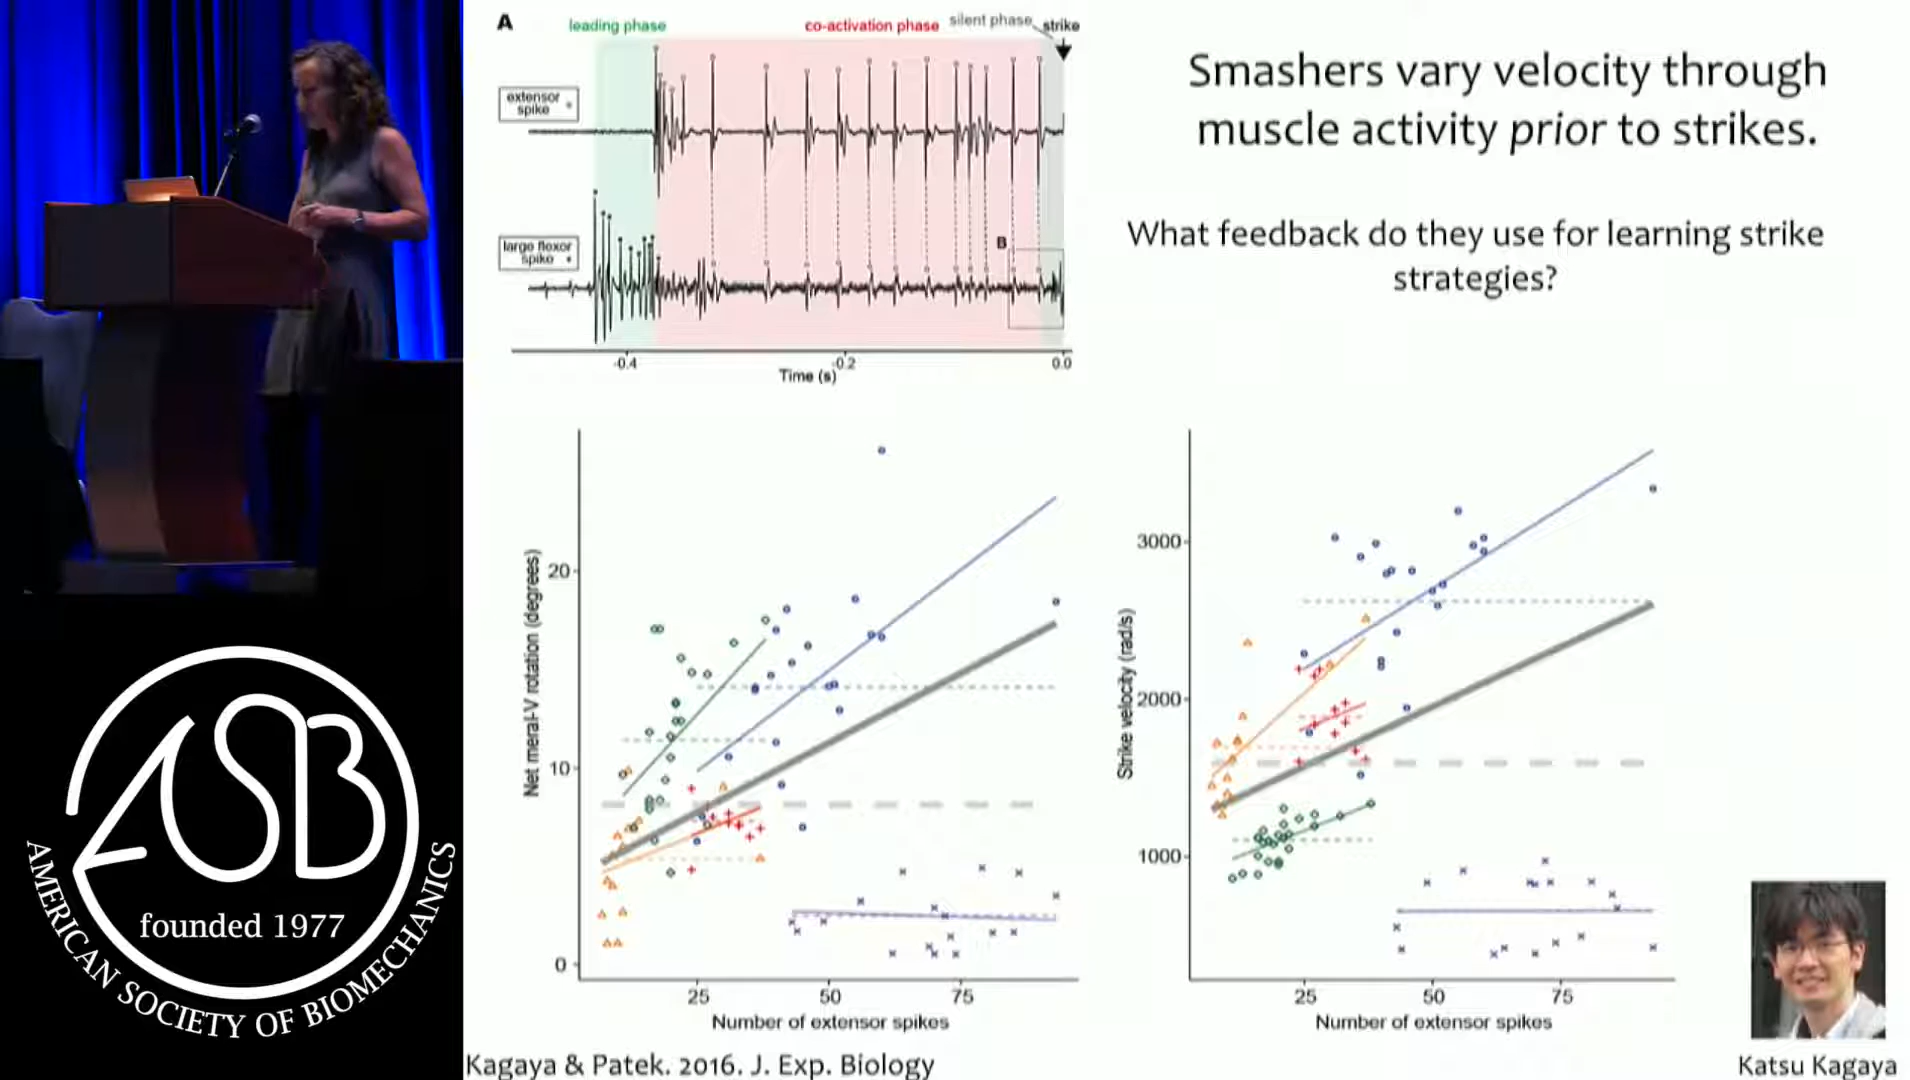 A
leading phase
co-activation phase
silent phase
strike
extensor
spike
large flexor
spike
B
-0.4
-0.2
0.0
Time (s)
Smashers vary velocity through
muscle activity prior to strikes.
What feedback do they use for learning strike
strategies?
Net meral-V rotation (degrees)
20
10
0
25
50
75
Number of extensor spikes
Strike velocity (rad/s)
3000
2000
1000
25
50
75
Number of extensor spikes
Kagaya & Patek. 2016. J. Exp. Biology
Katsu Kagaya
ASB
founded 1977
AMERICAN SOCIETY OF BIOMECHANICS